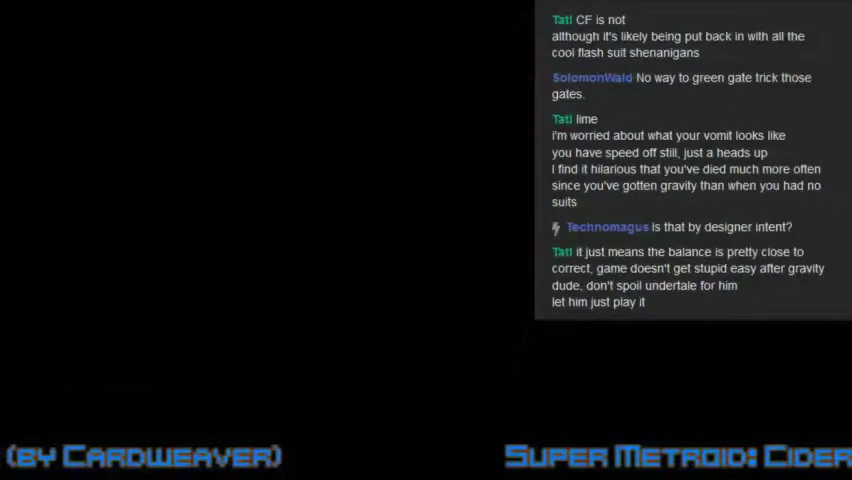 Tatl CF is not
although it's likely being put back in with all the
cool flash suit shenanigans
SolomonWald No way to green gate trick those
gates.
Tatl lime
i'm worried about what your vomit looks like
you have speed off still, just a heads up
I find it hilarious that you've died much more often
since you've gotten gravity than when you had no
suits
Technomagus Is that by designer intent?
Tatl it just means the balance is pretty close to
correct, game doesn't get stupid easy after gravity
dude, don't spoil undertale for him
let him just play it
(by Cardweaver) Super Metroid: Cider